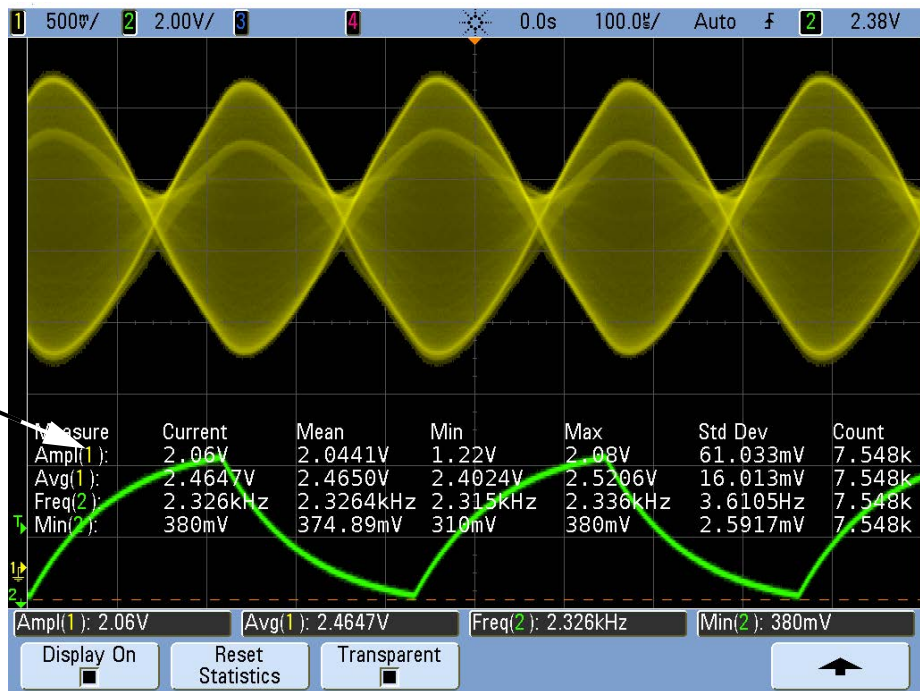 1 500mV/ 2 2.00V/ 3 4 0.0s 100.0µ/ Auto 2 2.38V
Measure Current Mean Min Max Std Dev Count
Ampl(1): 2.06V 2.0441V 1.22V 2.08V 61.033mV 7.548k
Avg(1): 2.4647V 2.4650V 2.4024V 2.5206V 16.013mV 7.548k
Freq(2): 2.326kHz 2.3264kHz 2.315kHz 2.336kHz 3.6105Hz 7.548k
Min(2): 380mV 374.89mV 310mV 380mV 2.5917mV 7.548k
T
1
2
Ampl(1): 2.06V Avg(1): 2.4647V Freq(2): 2.326kHz Min(2): 380mV
Display On Reset Statistics Transparent